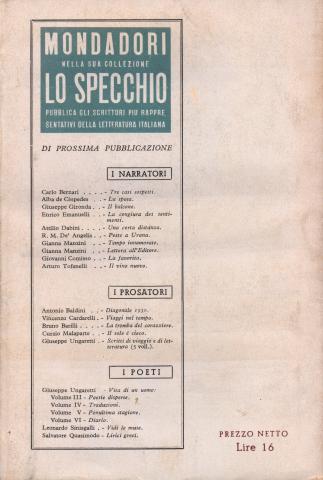 MONDADORI
NELLA SUA COLLEZIONE
LO SPECCHIO
PUBBLICA GLI SCRITTORI PIÙ RAPPRE
SENTATIVI DELLA LETTERATURA ITALIANA
DI PROSSIMA PUBBLICAZIONE
I NARRATORI
Carlo Bernari . . . . - Tre casi sospetti.
Alba de Céspedes . . - La sposa.
Giuseppe Gironda . . - Il balcone.
Enrico Emanuelli . . - La congiura dei senti-
menti.
Attilio Dabini . . . - Una certa distanza.
R. M. De' Angelis . . - Peste a Urana.
Gianna Manzini . . - Tempo innamorato.
Gianna Manzini . . - Lettera all'Editore.
Giovanni Comisso . . - La favorita.
Arturo Tofanelli . . - Il vino nuovo.
I PROSATORI
Antonio Baldini . . . - Diagonale 1930.
Vincenzo Cardarelli . - Viaggi nel tempo.
Bruno Barilli . . . . - La tromba del corazziere.
Curzio Malaparte . . - Il sole è cieco.
Giuseppe Ungaretti . - Scritti di viaggio e di let-
teratura (5 voll.).
I POETI
Giuseppe Ungaretti - Vita di un uomo:
Volume III - Poesie disperse.
Volume IV - Traduzioni.
Volume V - Penultima stagione.
Volume VI - Diario.
Leonardo Sinisgalli . - Vidi le muse.
Salvatore Quasimodo - Lirici greci.
PREZZO NETTO
Lire 16